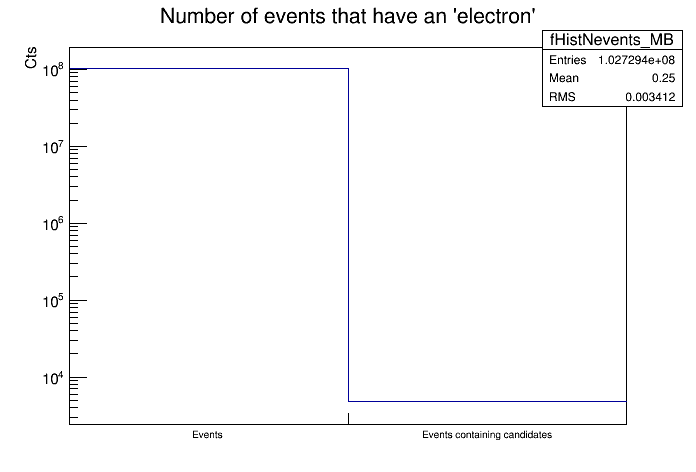 Number of events that have an 'electron'
fHistNevents_MB
Entries 1.027294e+08
Mean 0.25
RMS 0.003412
Cts
10⁸
10⁷
10⁶
10⁵
10⁴
Events Events containing candidates